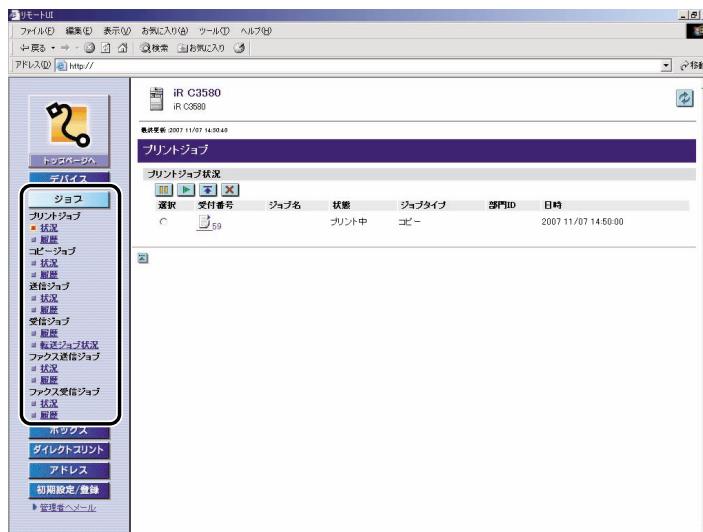 リモートUI
ファイル(F) 編集(E) 表示(V) お気に入り(A) ツール(T) ヘルプ(H)
戻る 検索 お気に入り
アドレス(D) http:// 移動
iR C3580
iR C3580
最終更新 :2007 11/07 14:50:40
トップページへ
プリントジョブ
デバイス
プリントジョブ状況
ジョブ
選択 受付番号 ジョブ名 状態 ジョブタイプ 部門ID 日時
59 プリント中 コピー 2007 11/07 14:50:00
プリントジョブ
状況
履歴
コピージョブ
状況
履歴
送信ジョブ
状況
履歴
受信ジョブ
履歴
転送ジョブ状況
ファクス送信ジョブ
状況
履歴
ファクス受信ジョブ
状況
履歴
ボックス
ダイレクトプリント
アドレス
初期設定/登録
管理者へメール